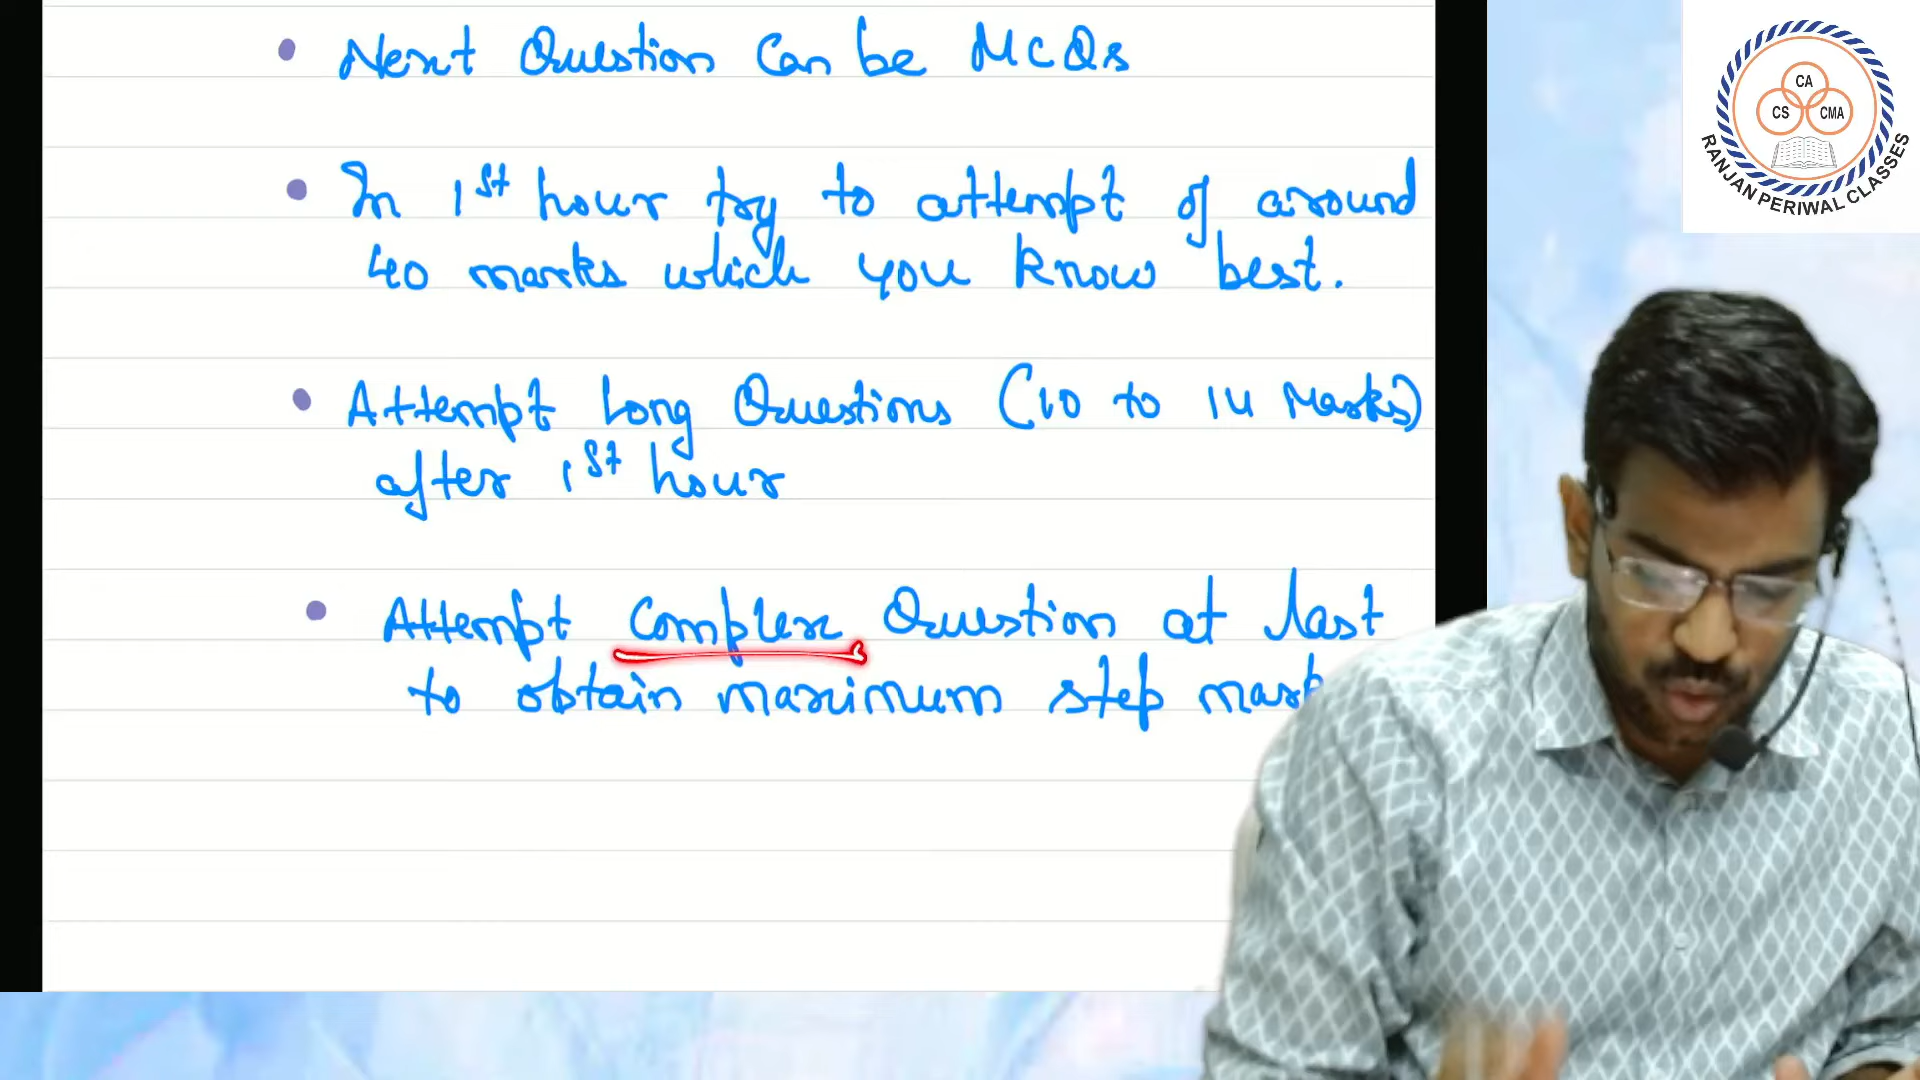 Next Question Can be MCQs
In 1st hour try to attempt of around
40 marks which you know best.
Attempt Long Questions (10 to 14 Marks)
after 1st hour
Attempt Complex Question at last
to obtain maximum step
CA
CS CMA
RANJAN PERIWAL CLASSES